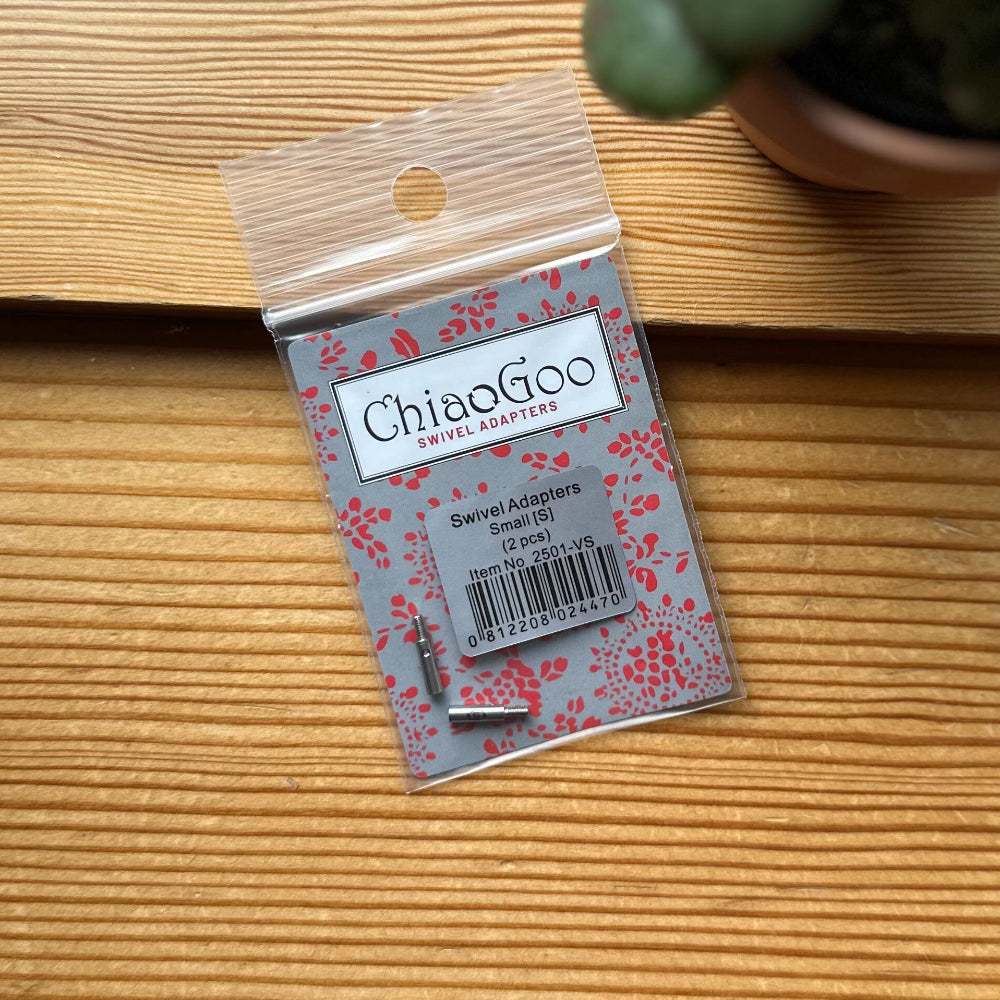 ChiaoGoo
SWIVEL ADAPTERS
Swivel Adapters
Small [S]
(2 pcs)
Item No 2501-VS
0 812208 024470